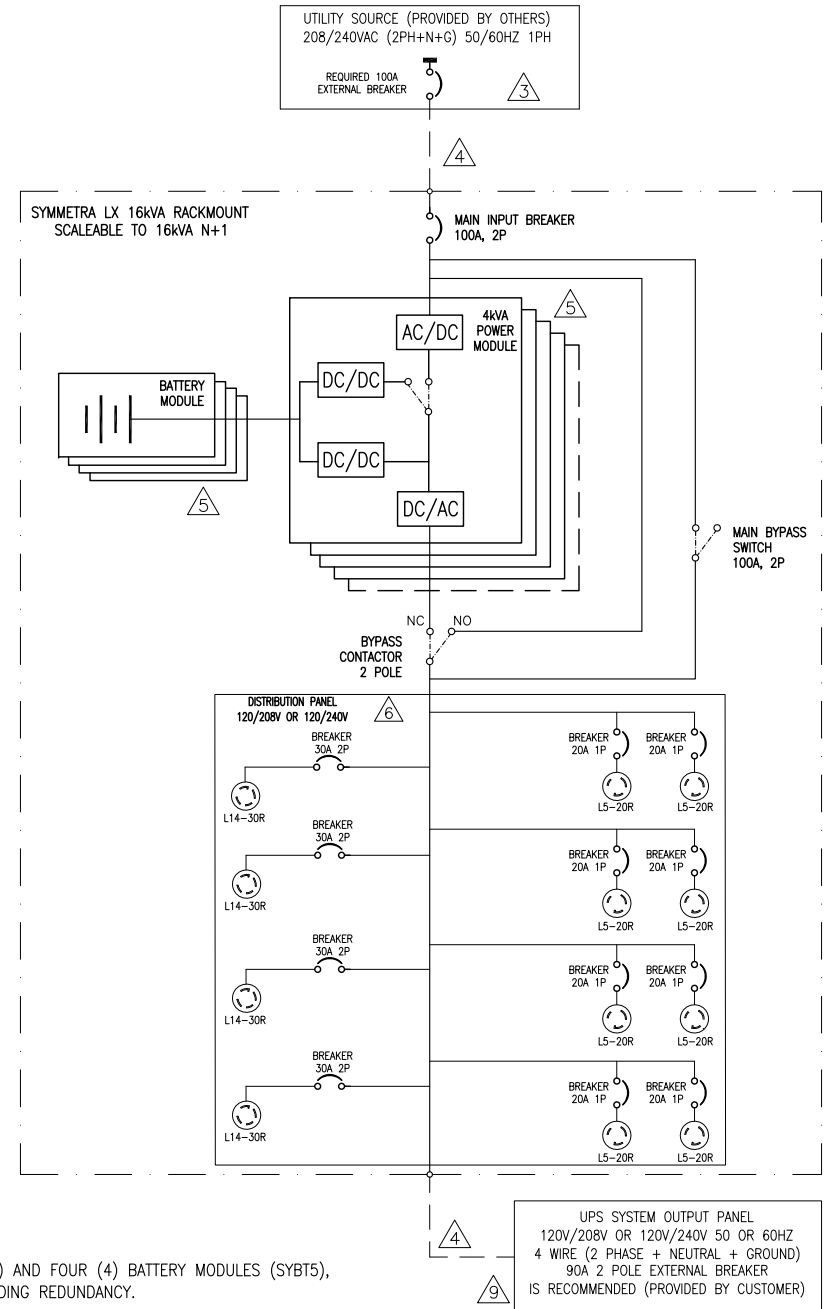 UTILITY SOURCE (PROVIDED BY OTHERS)
208/240VAC (2PH+N+G) 50/60HZ 1PH
REQUIRED 100A
EXTERNAL BREAKER
3
4
SYMMETRA LX 16kVA RACKMOUNT
SCALEABLE TO 16kVA N+1
MAIN INPUT BREAKER
100A, 2P
5
4kVA
POWER
MODULE
AC/DC
BATTERY
MODULE
DC/DC
DC/DC
5
DC/AC
MAIN BYPASS
SWITCH
100A, 2P
NC
NO
BYPASS
CONTACTOR
2 POLE
DISTRIBUTION PANEL
120/208V OR 120/240V
6
BREAKER
30A 2P
L14-30R
BREAKER
20A 1P
BREAKER
20A 1P
L5-20R
L5-20R
BREAKER
30A 2P
L14-30R
BREAKER
20A 1P
BREAKER
20A 1P
L5-20R
L5-20R
BREAKER
30A 2P
L14-30R
BREAKER
20A 1P
BREAKER
20A 1P
L5-20R
L5-20R
BREAKER
30A 2P
L14-30R
BREAKER
20A 1P
BREAKER
20A 1P
L5-20R
L5-20R
4
9
UPS SYSTEM OUTPUT PANEL
120V/208V OR 120V/240V 50 OR 60HZ
4 WIRE (2 PHASE + NEUTRAL + GROUND)
90A 2 POLE EXTERNAL BREAKER
IS RECOMMENDED (PROVIDED BY CUSTOMER)
) AND FOUR (4) BATTERY MODULES (SYBT5),
DING REDUNDANCY.